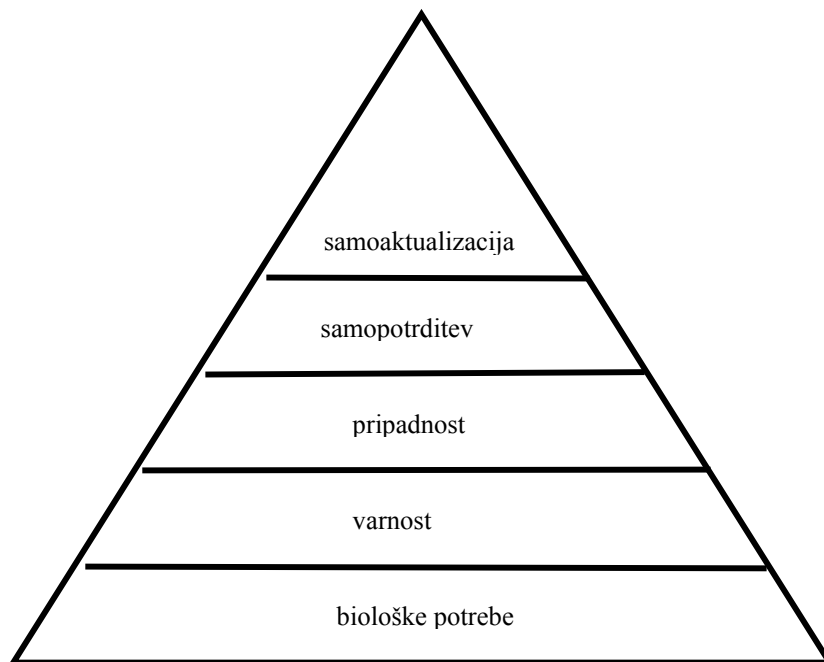 samoaktualizacija
samopotrditev
pripadnost
varnost
biološke potrebe